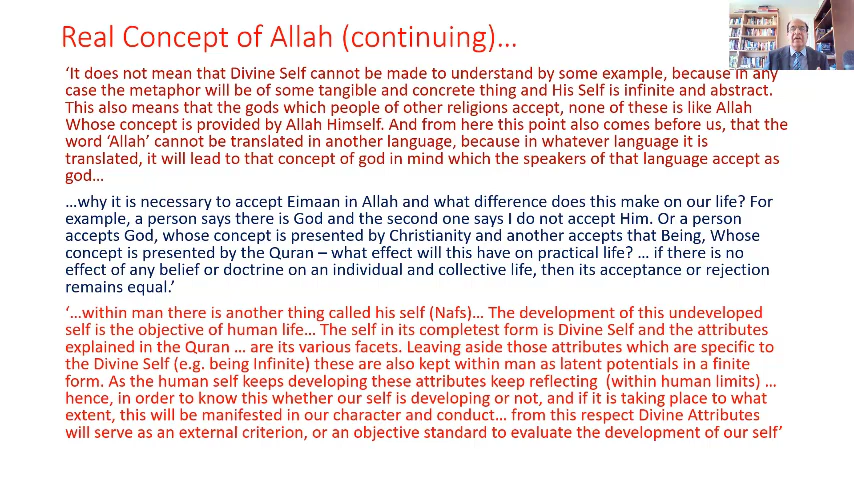 Real Concept of Allah (continuing)...
'It does not mean that Divine Self cannot be made to understand by some example, because in any
case the metaphor will be of some tangible and concrete thing and His Self is infinite and abstract.
This also means that the gods which people of other religions accept, none of these is like Allah
Whose concept is provided by Allah Himself. And from here this point also comes before us, that the
word 'Allah' cannot be translated in another language, because in whatever language it is
translated, it will lead to that concept of god in mind which the speakers of that language accept as
god...
...why it is necessary to accept Eimaan in Allah and what difference does this make on our life? For
example, a person says there is God and the second one says I do not accept Him. Or a person
accepts God, whose concept is presented by Christianity and another accepts that Being, Whose
concept is presented by the Quran – what effect will this have on practical life? ... if there is no
effect of any belief or doctrine on an individual and collective life, then its acceptance or rejection
remains equal.'
'...within man there is another thing called his self (Nafs)... The development of this undeveloped
self is the objective of human life... The self in its completest form is Divine Self and the attributes
explained in the Quran ... are its various facets. Leaving aside those attributes which are specific to
the Divine Self (e.g. being Infinite) these are also kept within man as latent potentials in a finite
form. As the human self keeps developing these attributes keep reflecting (within human limits) ...
hence, in order to know this whether our self is developing or not, and if it is taking place to what
extent, this will be manifested in our character and conduct... from this respect Divine Attributes
will serve as an external criterion, or an objective standard to evaluate the development of our self'